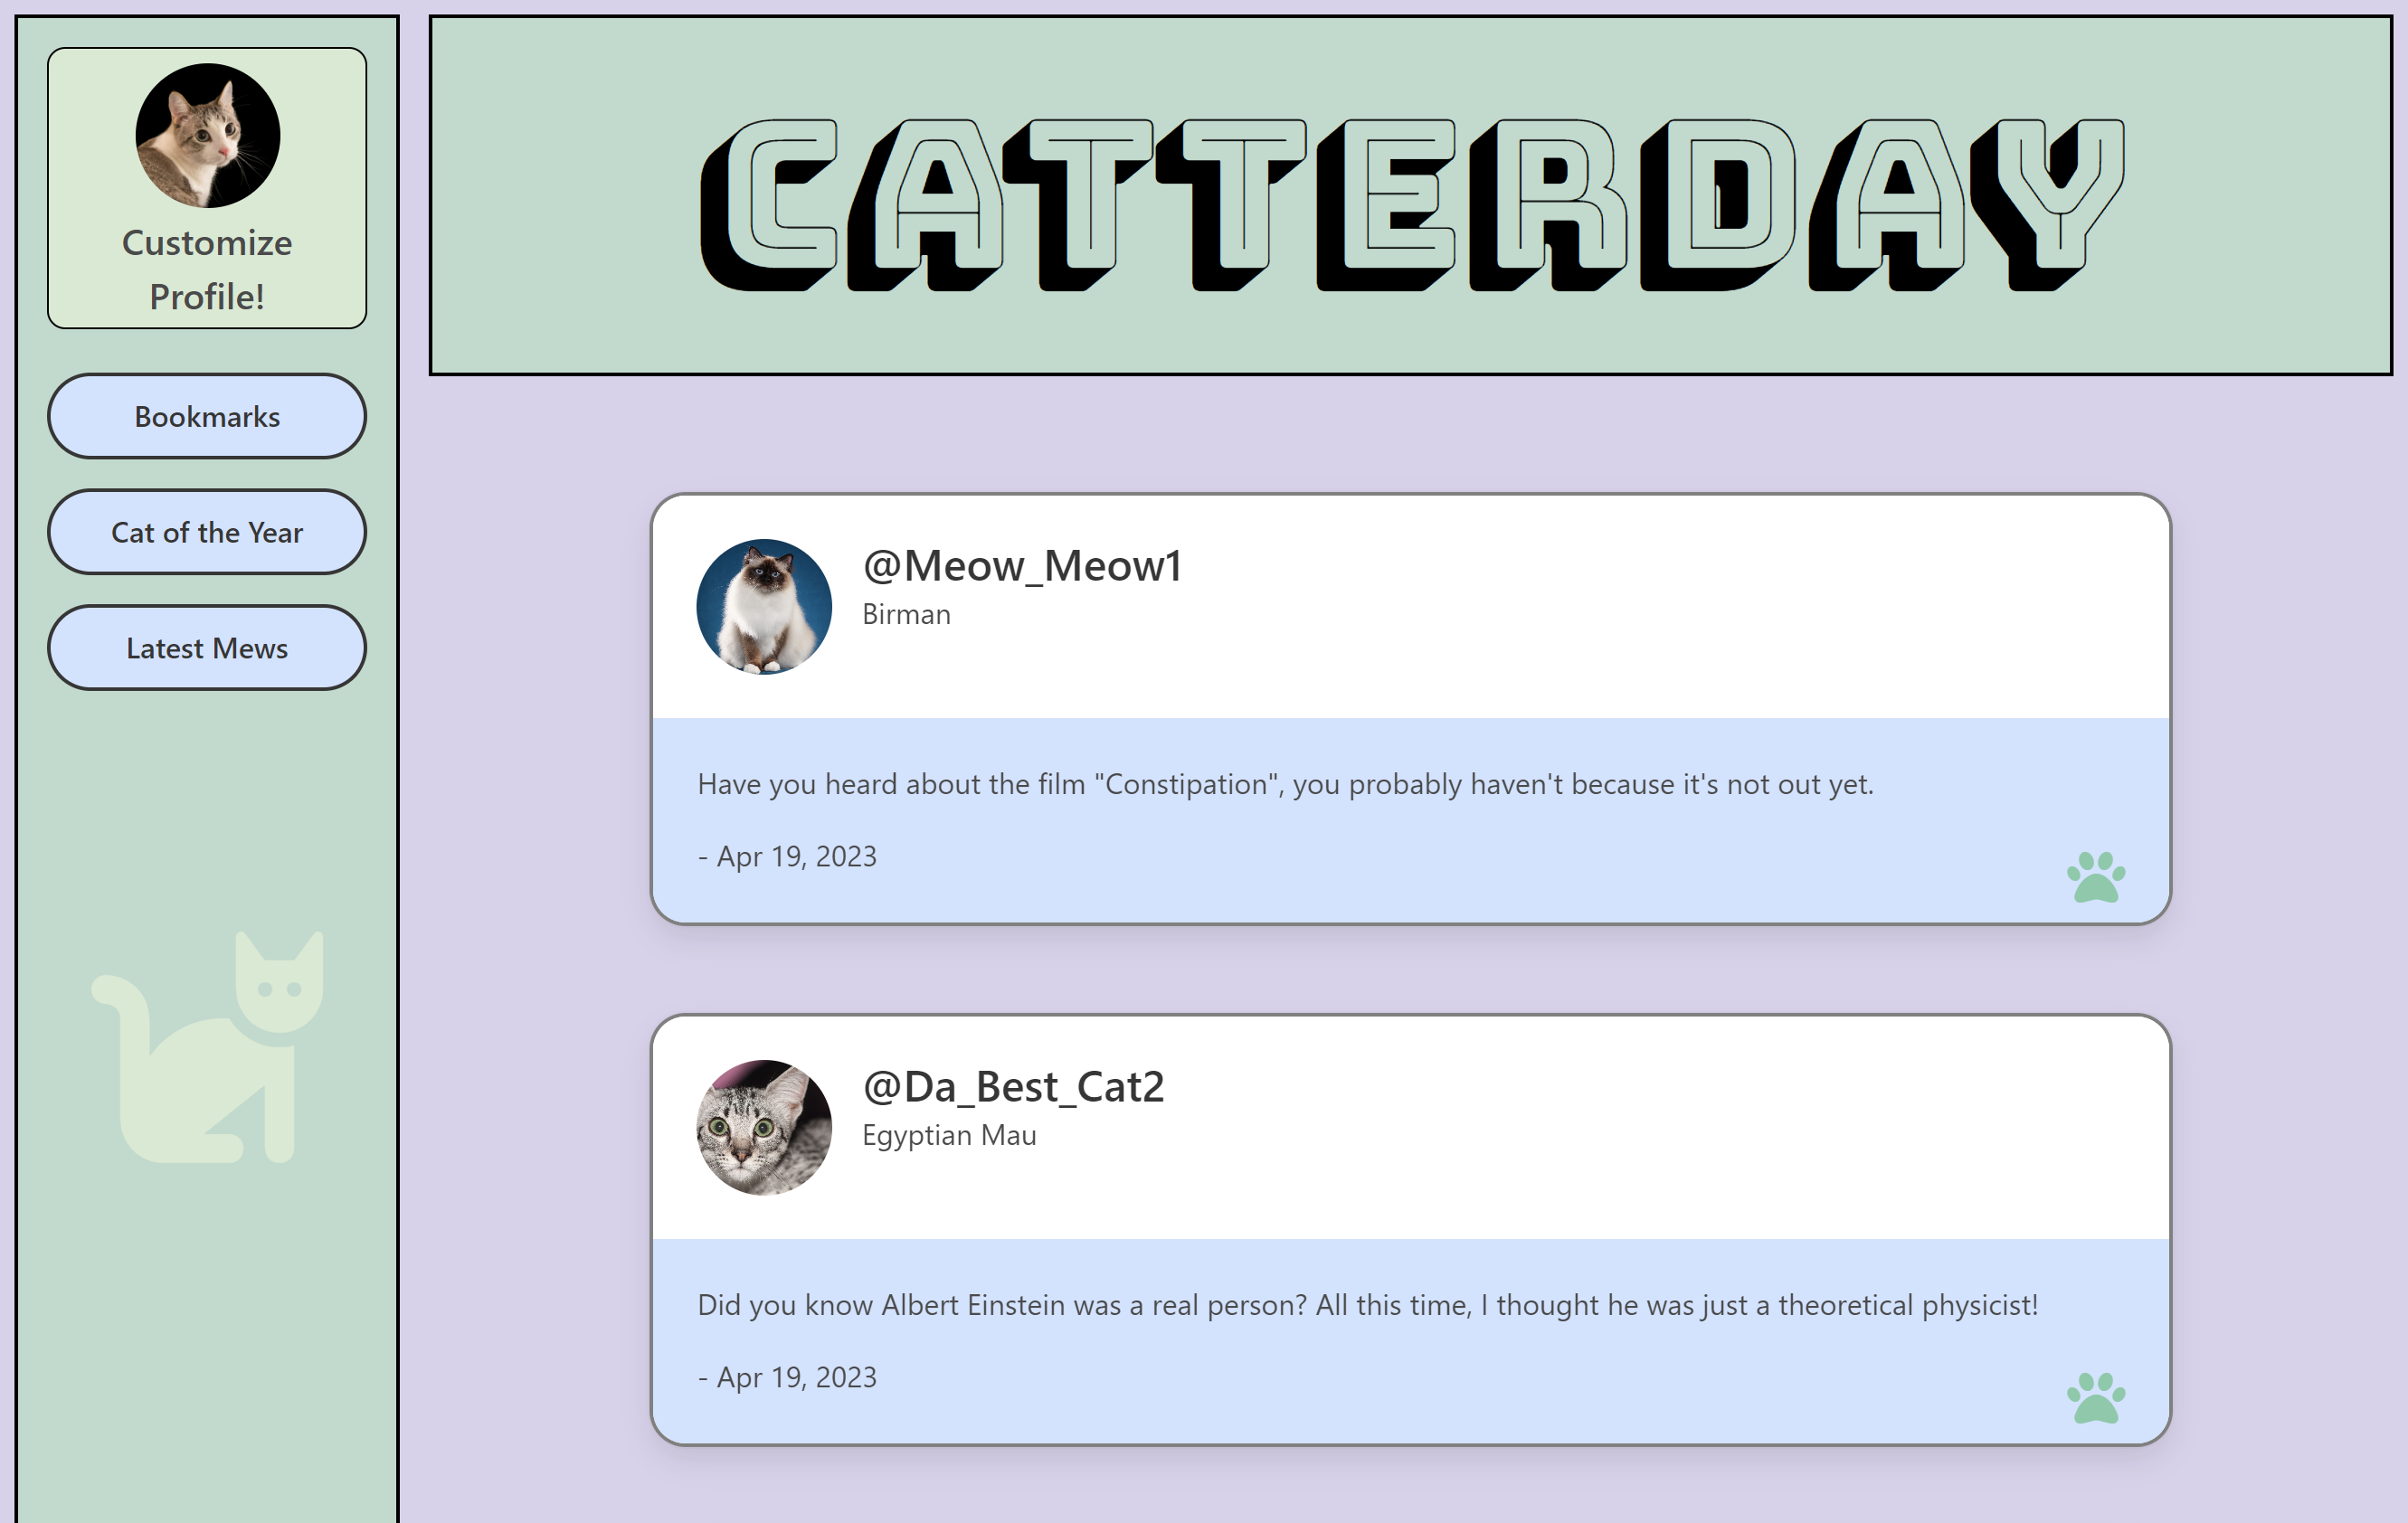 Customize
Profile!
Bookmarks
Cat of the Year
Latest Mews
CATTERDAY
@Meow_Meow1
Birman
Have you heard about the film "Constipation", you probably haven't because it's not out yet.
- Apr 19, 2023
@Da_Best_Cat2
Egyptian Mau
Did you know Albert Einstein was a real person? All this time, I thought he was just a theoretical physicist!
- Apr 19, 2023